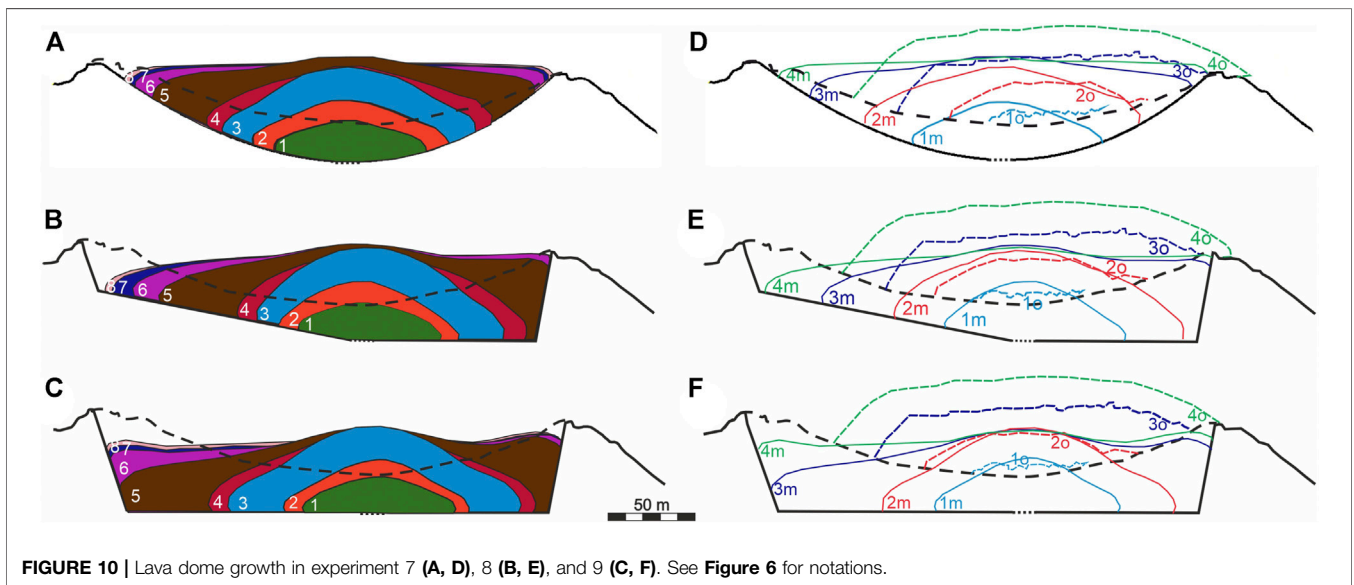 A
8
7
6
5
4
3
2
1
D
4m
3m
2m
1m
1o
2o
3o
4o
B
8
7
6
5
4
3
2
1
E
4m
3m
2m
1m
1o
2o
3o
4o
C
8
7
6
5
4
3
2
1
F
4m
3m
2m
1m
1o
2o
3o
4o
50 m
FIGURE 10 | Lava dome growth in experiment 7 (A, D), 8 (B, E), and 9 (C, F). See Figure 6 for notations.